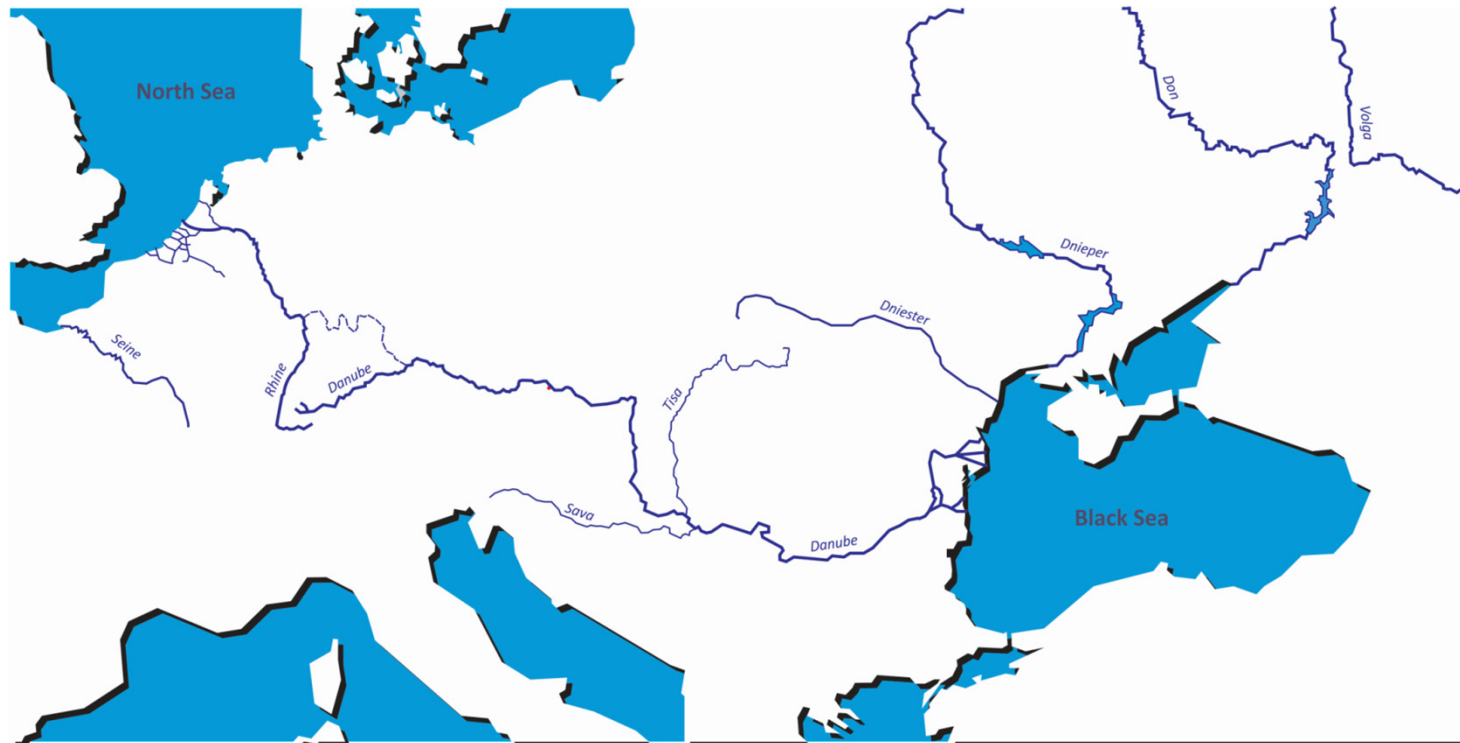 North Sea
Don
Volga
Dnieper
Dniester
Seine
Rhine
Danube
Tisa
Sava
Danube
Black Sea